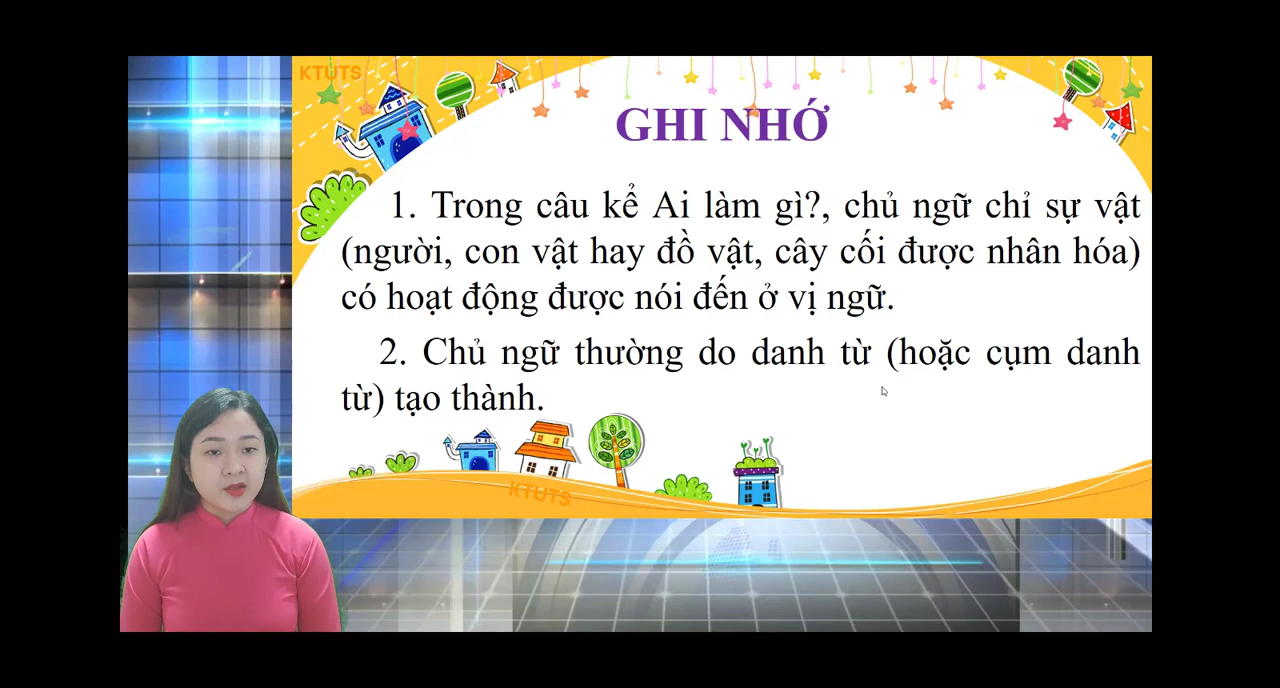 KTUTS
GHI NHỚ
1. Trong câu kể Ai làm gì?, chủ ngữ chỉ sự vật
(người, con vật hay đồ vật, cây cối được nhân hóa)
có hoạt động được nói đến ở vị ngữ.
2. Chủ ngữ thường do danh từ (hoặc cụm danh
từ) tạo thành.
KTUTS